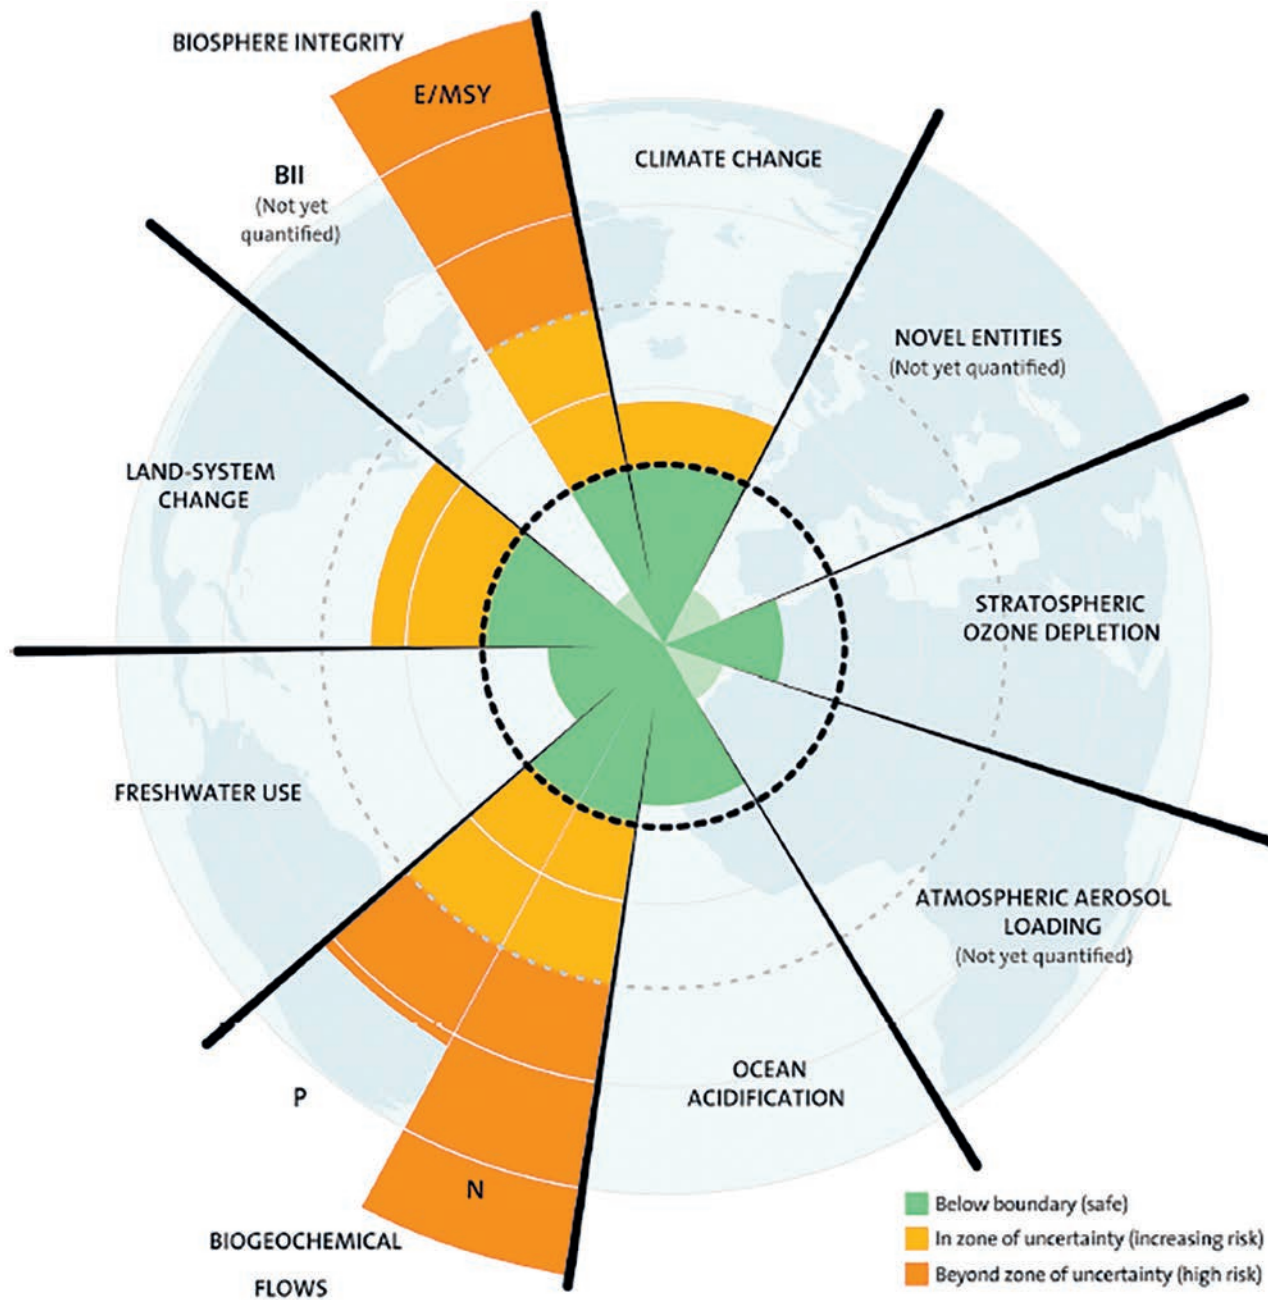 BIOSPHERE INTEGRITY
E/MSY
CLIMATE CHANGE
BII
(Not yet
quantified)
NOVEL ENTITIES
(Not yet quantified)
LAND-SYSTEM
CHANGE
STRATOSPHERIC
OZONE DEPLETION
FRESHWATER USE
ATMOSPHERIC AEROSOL
LOADING
(Not yet quantified)
OCEAN
ACIDIFICATION
P
N
BIOGEOCHEMICAL
FLOWS
Below boundary (safe)
In zone of uncertainty (increasing risk)
Beyond zone of uncertainty (high risk)